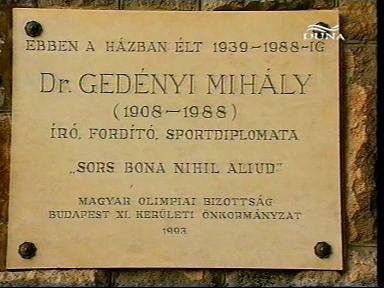 DUNA
EBBEN A HÁZBAN ÉLT 1939-1988-IG
Dr. GEDÉNYI MIHÁLY
(1908-1988)
ÍRÓ, FORDÍTÓ, SPORTDIPLOMATA
„SORS BONA NIHIL ALIUD”
MAGYAR OLIMPIAI BIZOTTSÁG
BUDAPEST XI. KERÜLETI ÖNKORMÁNYZAT
1993